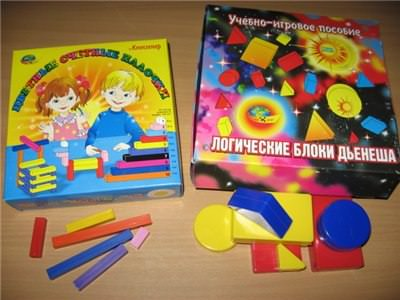 Кюизенер
ЦВЕТНЫЕ СЧЕТНЫЕ ПАЛОЧКИ
Учебно-игровое пособие
ЛОГИЧЕСКИЕ БЛОКИ ДЬЕНЕША